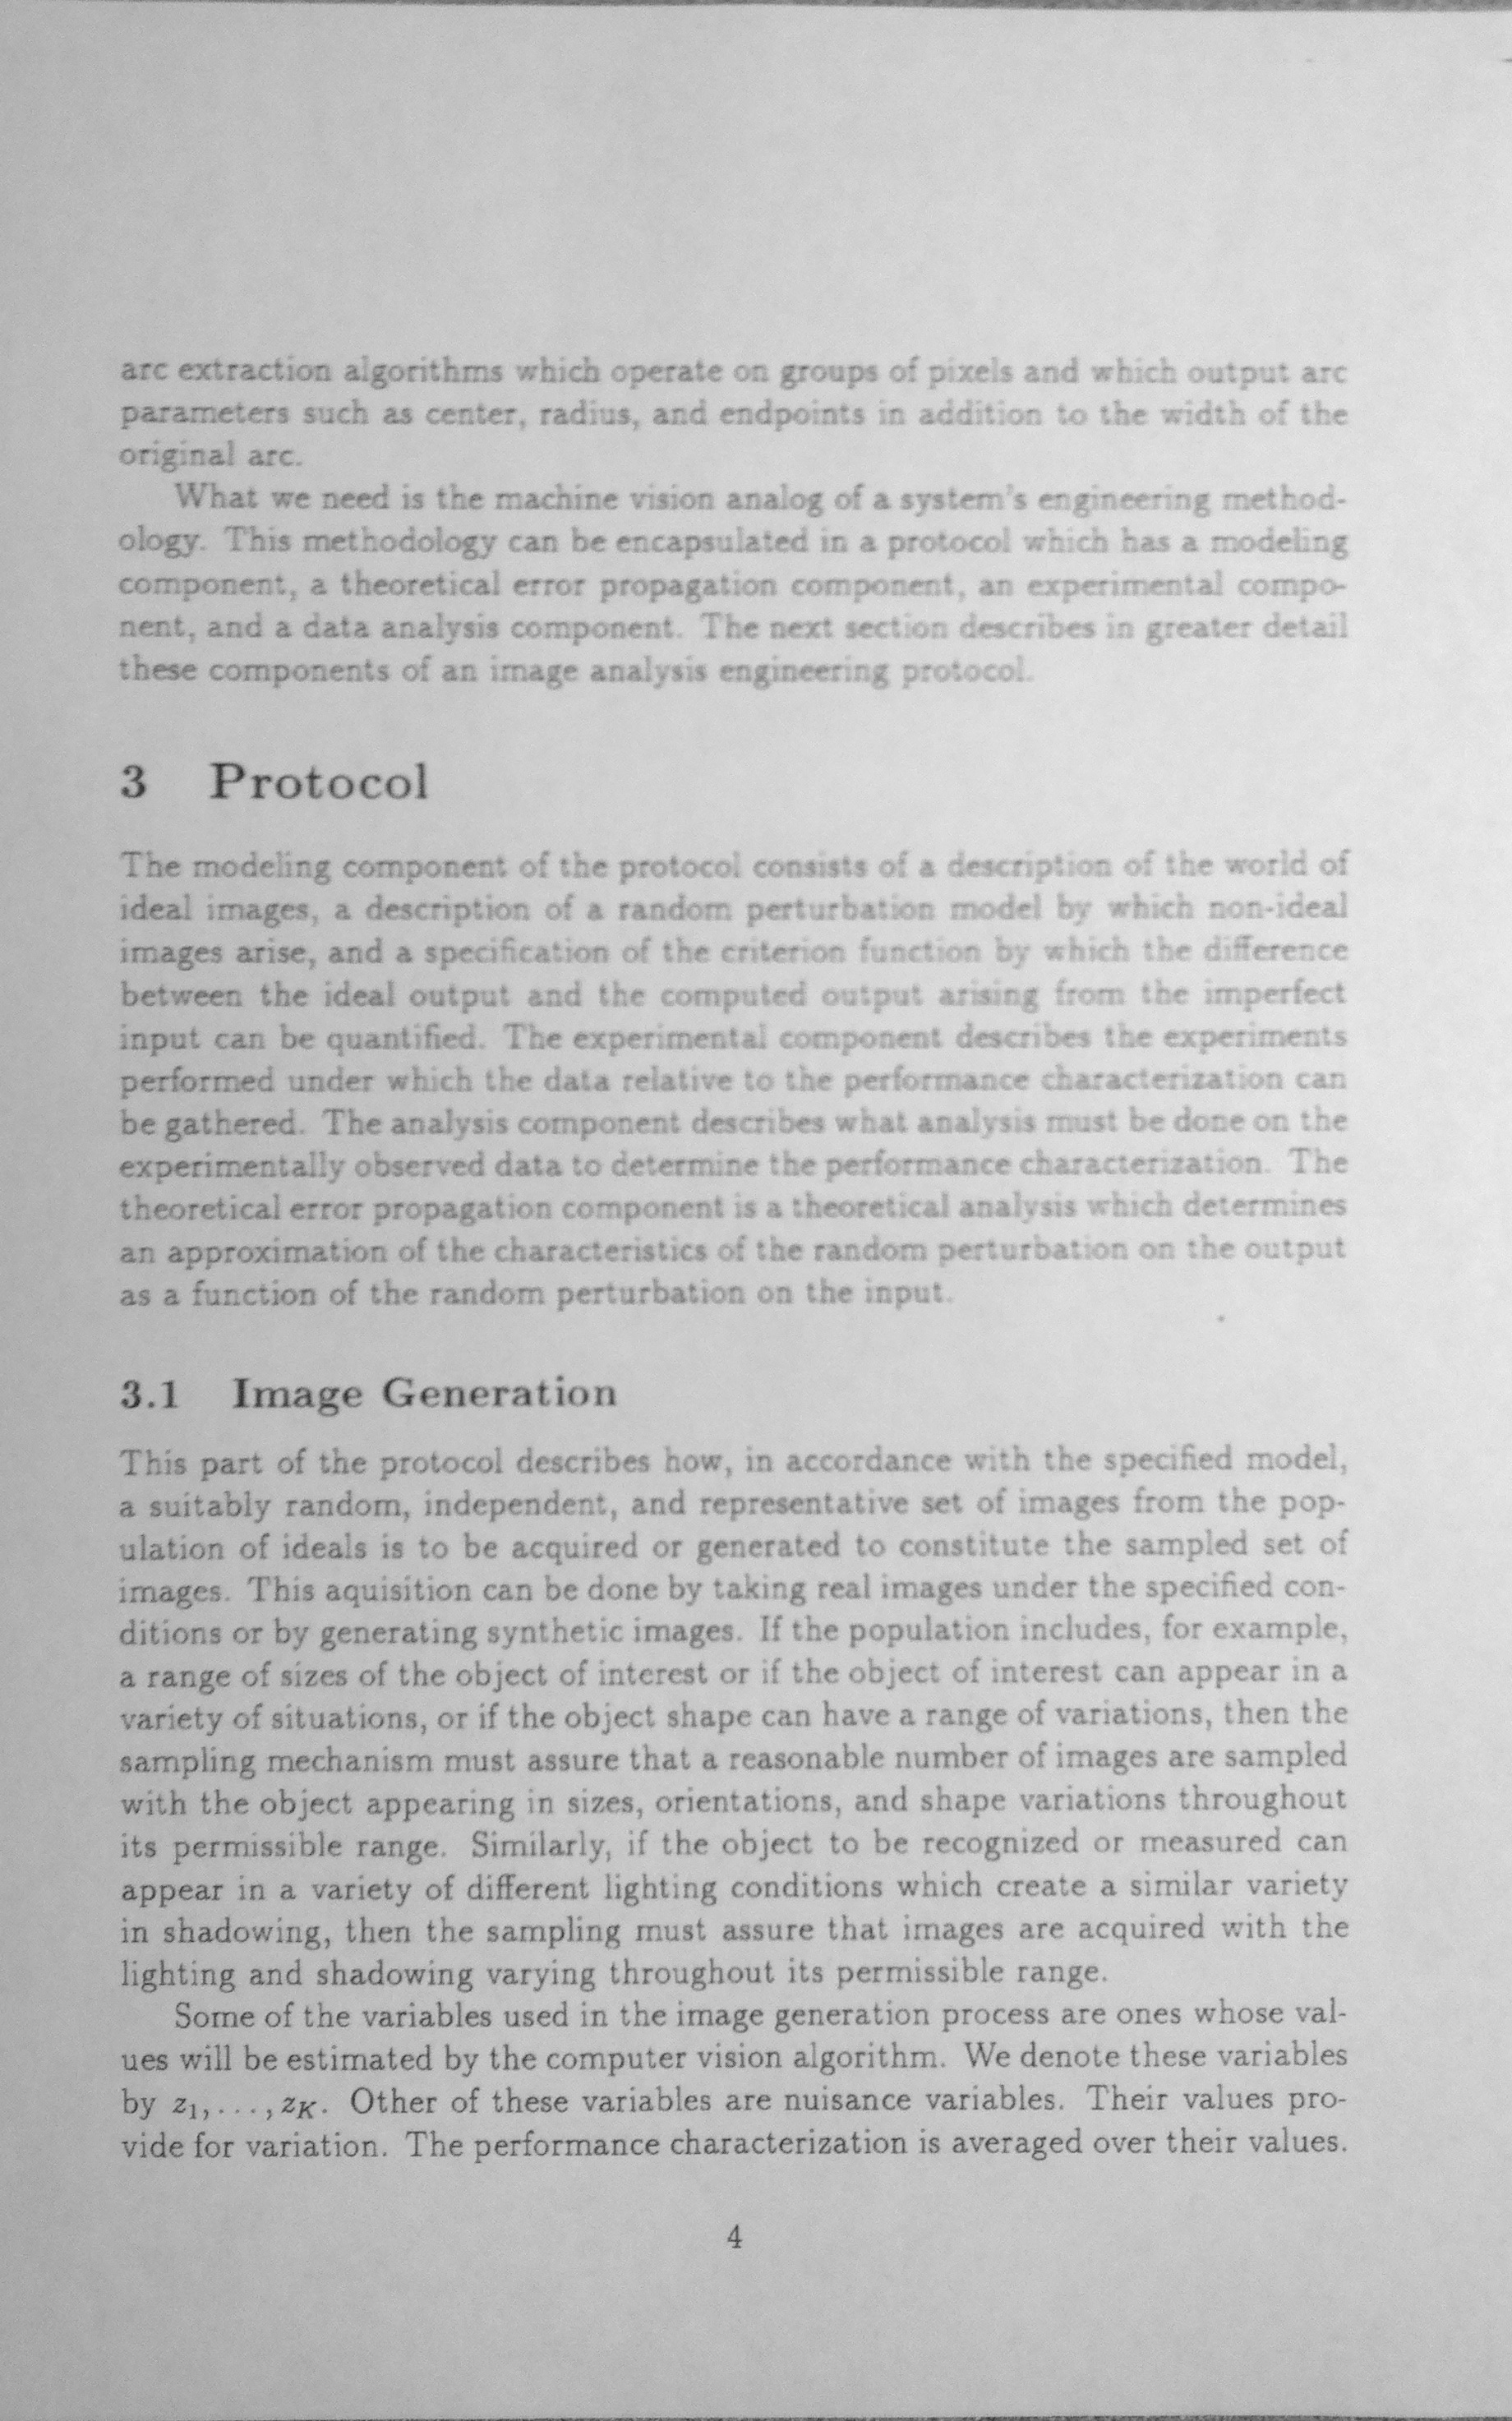 arc extraction algorithms which operate on groups of pixels and which output arc
parameters such as center, radius, and endpoints in addition to the width of the
original arc.
What we need is the machine vision analog of a system's engineering method-
ology. This methodology can be encapsulated in a protocol which has a modeling
component, a theoretical error propagation component, an experimental compo-
nent, and a data analysis component. The next section describes in greater detail
these components of an image analysis engineering protocol.
3 Protocol
The modeling component of the protocol consists of a description of the world of
ideal images, a description of a random perturbation model by which non-ideal
images arise, and a specification of the criterion function by which the difference
between the ideal output and the computed output arising from the imperfect
input can be quantified. The experimental component describes the experiments
performed under which the data relative to the performance characterization can
be gathered. The analysis component describes what analysis must be done on the
experimentally observed data to determine the performance characterization. The
theoretical error propagation component is a theoretical analysis which determines
an approximation of the characteristics of the random perturbation on the output
as a function of the random perturbation on the input.
3.1 Image Generation
This part of the protocol describes how, in accordance with the specified model,
a suitably random, independent, and representative set of images from the pop-
ulation of ideals is to be acquired or generated to constitute the sampled set of
images. This aquisition can be done by taking real images under the specified con-
ditions or by generating synthetic images. If the population includes, for example,
a range of sizes of the object of interest or if the object of interest can appear in a
variety of situations, or if the object shape can have a range of variations, then the
sampling mechanism must assure that a reasonable number of images are sampled
with the object appearing in sizes, orientations, and shape variations throughout
its permissible range. Similarly, if the object to be recognized or measured can
appear in a variety of different lighting conditions which create a similar variety
in shadowing, then the sampling must assure that images are acquired with the
lighting and shadowing varying throughout its permissible range.
Some of the variables used in the image generation process are ones whose val-
ues will be estimated by the computer vision algorithm. We denote these variables
by z₁, . . . , z_K. Other of these variables are nuisance variables. Their values pro-
vide for variation. The performance characterization is averaged over their values.
4